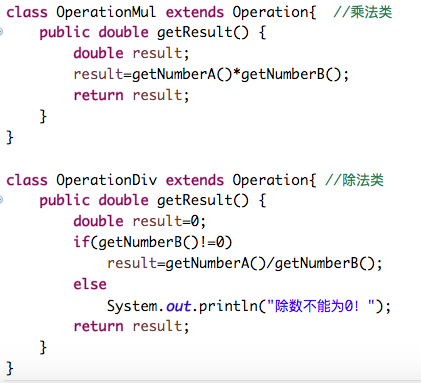 class OperationMul extends Operation{  //乘法类
    public double getResult() {
        double result;
        result=getNumberA()*getNumberB();
        return result;
    }
}

class OperationDiv extends Operation{ //除法类
    public double getResult() {
        double result=0;
        if(getNumberB()!=0)
            result=getNumberA()/getNumberB();
        else
            System.out.println("除数不能为0! ");
        return result;
    }
}